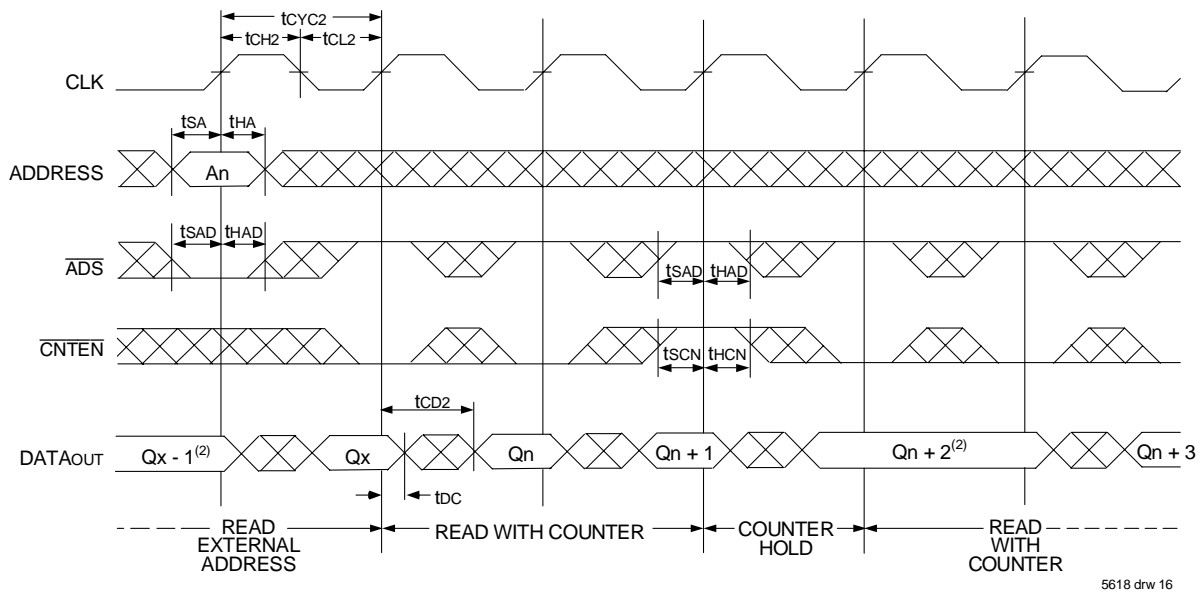 tCYC2
tCH2 tCL2
CLK
tSA tHA
ADDRESS An
tSAD tHAD
ADS
tSAD tHAD
CNTEN
tSCN tHCN
tCD2
DATAOUT Qx - 1(2) Qx Qn Qn + 1 Qn + 2(2) Qn + 3
tDC
READ EXTERNAL ADDRESS
READ WITH COUNTER
COUNTER HOLD
READ WITH COUNTER
5618 drw 16